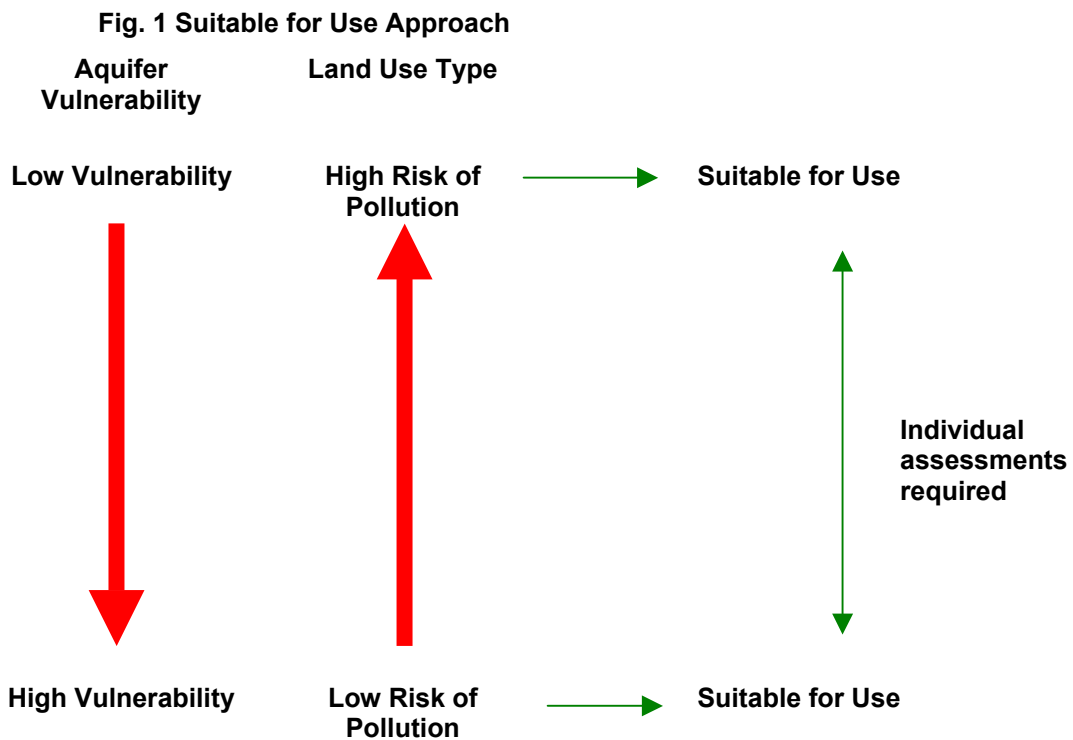 Fig. 1 Suitable for Use Approach
Aquifer
Vulnerability
Land Use Type
Low Vulnerability
High Risk of
Pollution
Suitable for Use
Individual
assessments
required
High Vulnerability
Low Risk of
Pollution
Suitable for Use